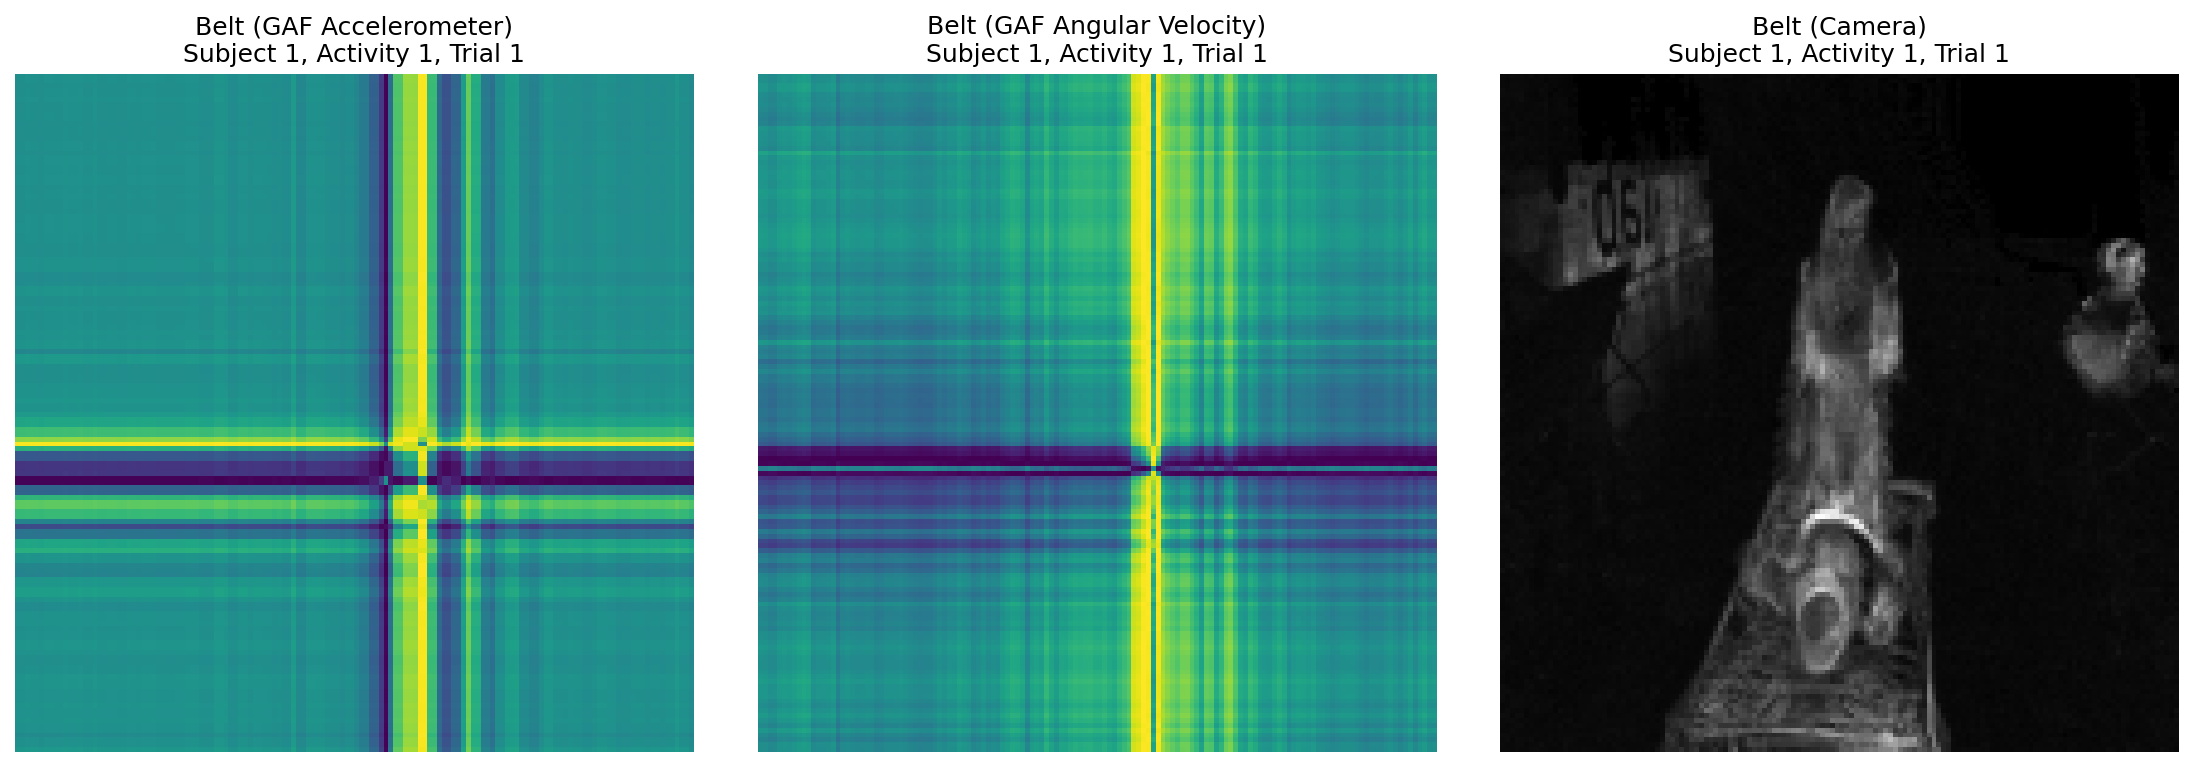 Belt (GAF Accelerometer)
Subject 1, Activity 1, Trial 1
Belt (GAF Angular Velocity)
Subject 1, Activity 1, Trial 1
Belt (Camera)
Subject 1, Activity 1, Trial 1